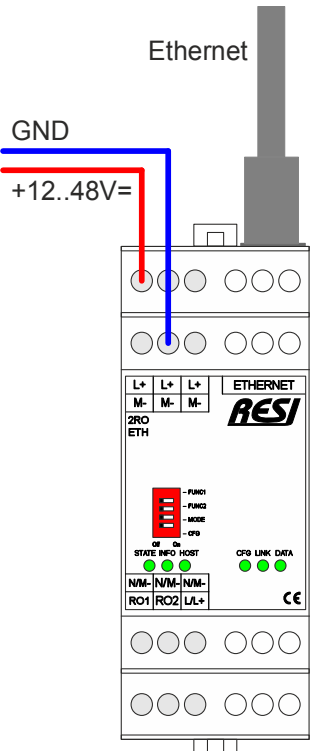 Ethernet
GND
+12..48V=
L+ L+ L+ ETHERNET
M- M- M- RESI
2RO
ETH
FUNC1
FUNC2
MODE
CFG
Off On
STATE INFO HOST CFG LINK DATA
N/M- N/M- N/M-
RO1 RO2 L/L+ CE